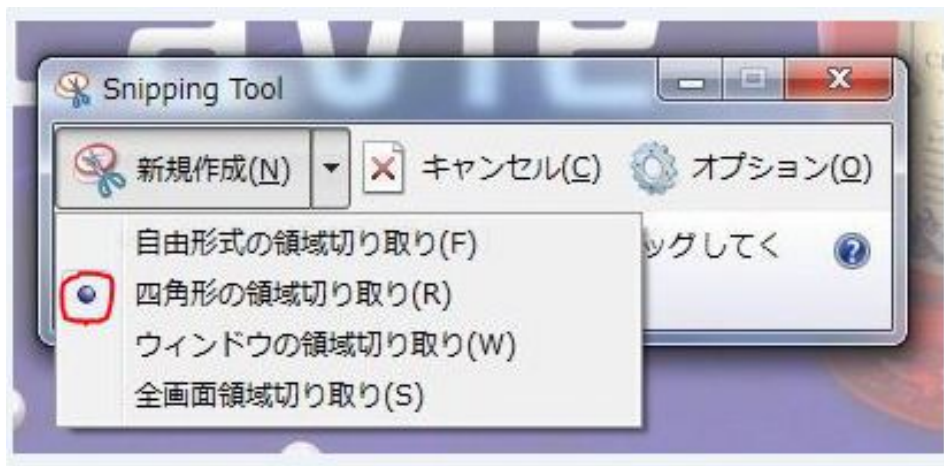 Snipping Tool
新規作成(N) キャンセル(C) オプション(O)
自由形式の領域切り取り(F)
ッグしてく
四角形の領域切り取り(R)
ウィンドウの領域切り取り(W)
全画面領域切り取り(S)